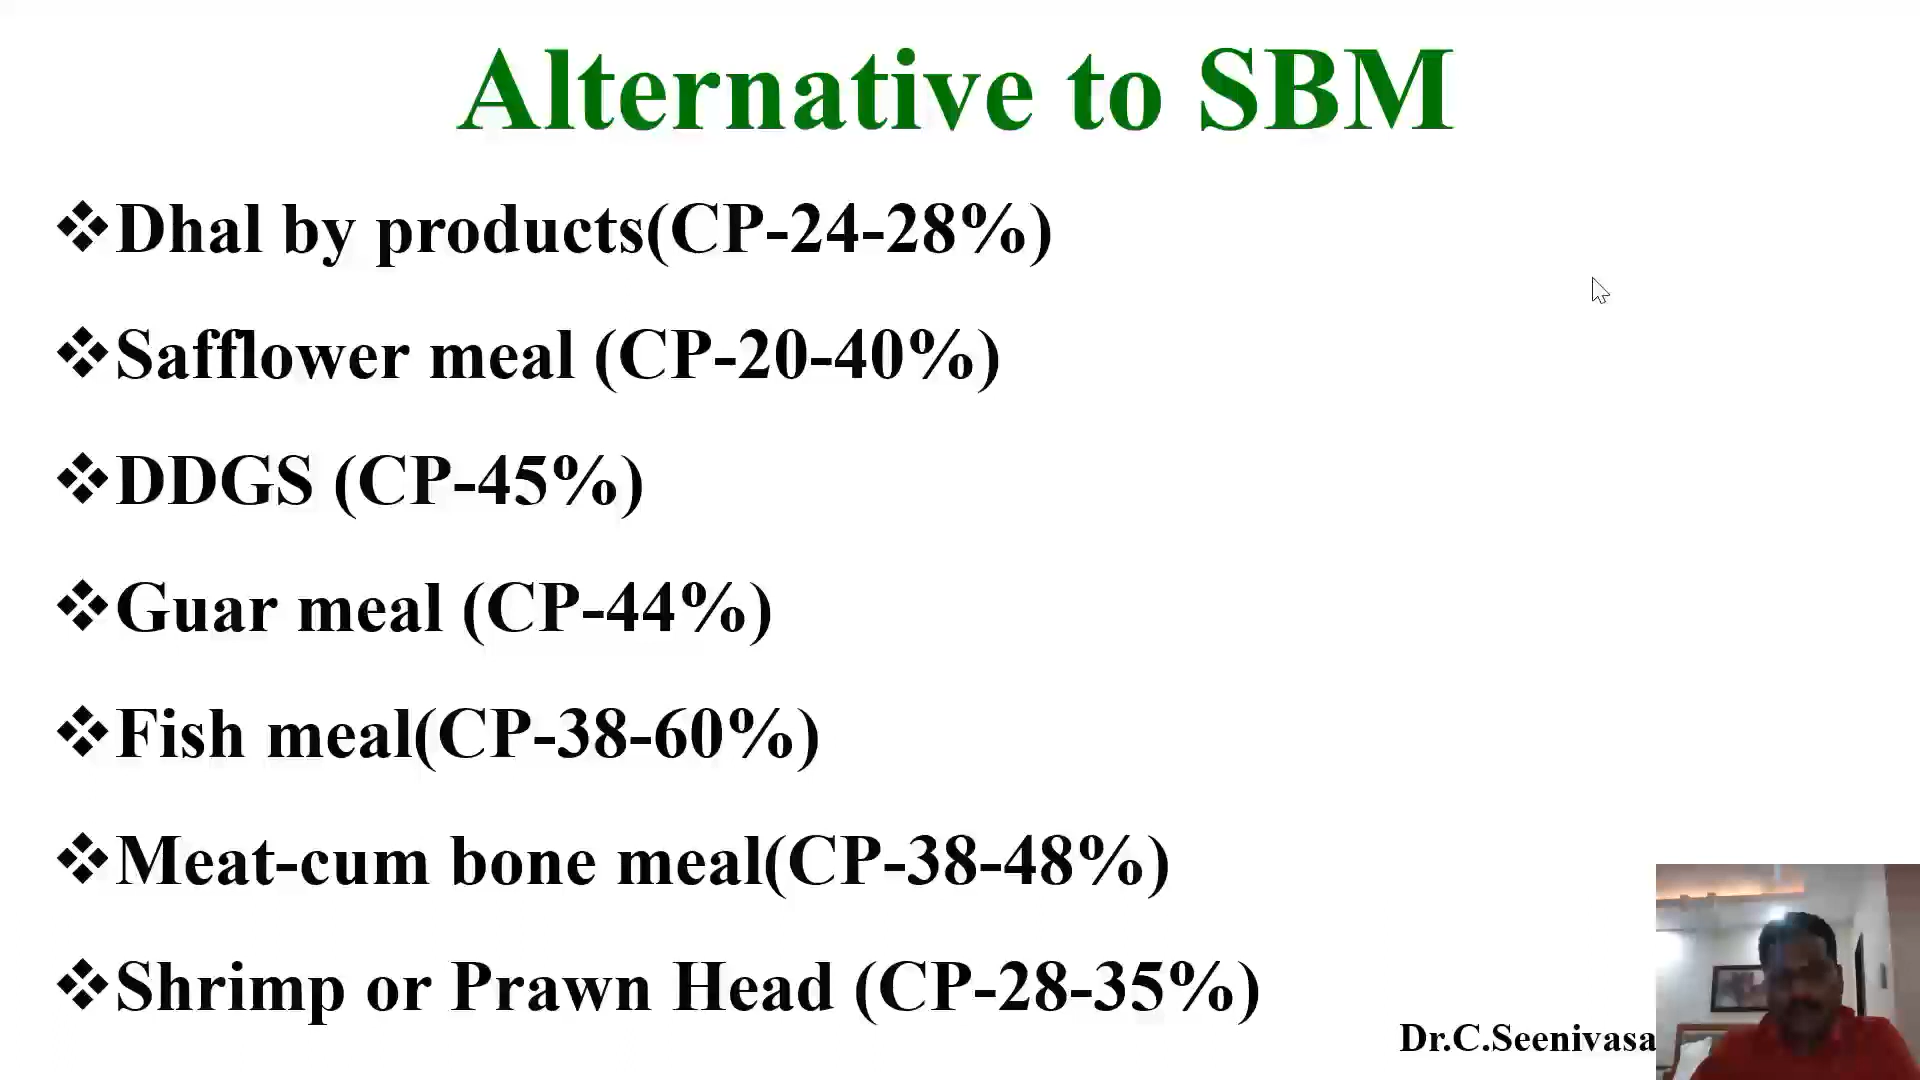 Alternative to SBM
❖Dhal by products(CP-24-28%)
❖Safflower meal (CP-20-40%)
❖DDGS (CP-45%)
❖Guar meal (CP-44%)
❖Fish meal(CP-38-60%)
❖Meat-cum bone meal(CP-38-48%)
❖Shrimp or Prawn Head (CP-28-35%)
Dr.C.Seenivasa